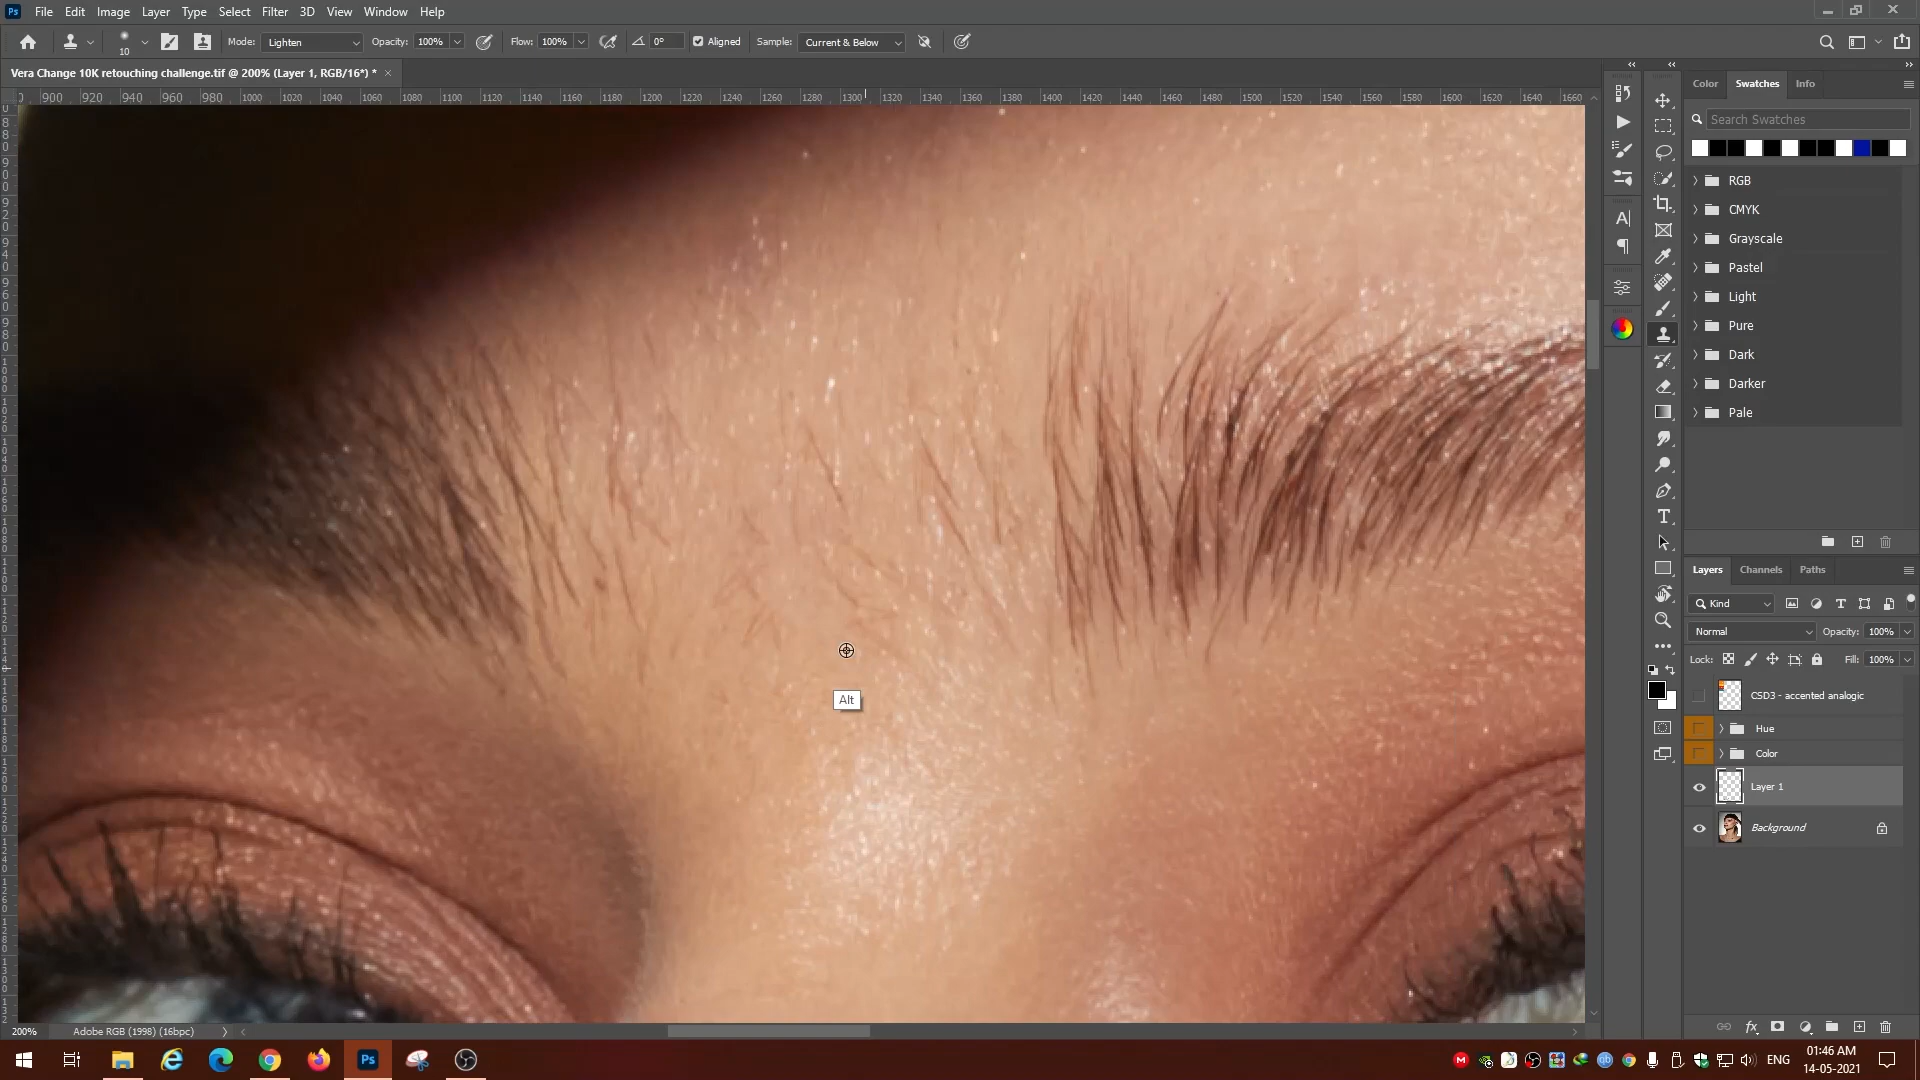 Ps File Edit Image Layer Type Select Filter 3D View Window Help
10 Mode: Lighten Opacity: 100% Flow: 100% 0° Aligned Sample: Current & Below
Vera Change 10K retouching challenge.tif @ 200% (Layer 1, RGB/16*) * ×
900 920 940 960 980 1000 1020 1040 1060 1080 1100 1120 1140 1160 1180 1200 1220 1240 1260 1280 1300 1320 1340 1360 1380 1400 1420 1440 1460 1480 1500 1520 1540 1560 1580 1600 1620 1640 1660
Color Swatches Info
Search Swatches
RGB
CMYK
Grayscale
Pastel
Light
Pure
Dark
Darker
Pale
Layers Channels Paths
Kind
Normal Opacity: 100%
Lock: Fill: 100%
Alt
CSD3 - accented analogic
Hue
Color
Layer 1
Background
200% Adobe RGB (1998) (16bpc)
Ps ENG 01:46 AM
14-05-2021